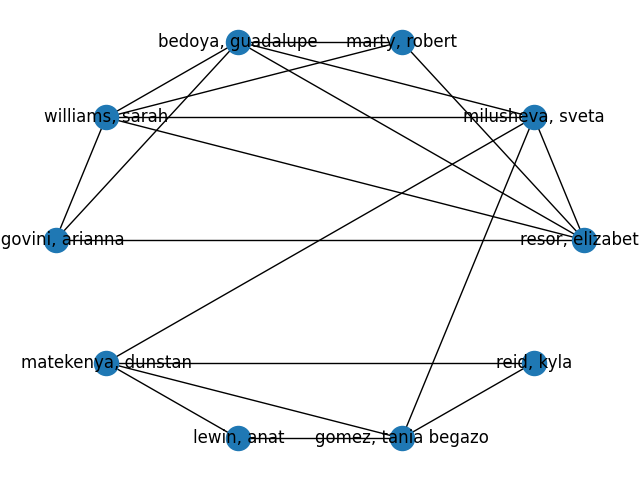 bedoya, guadalupe
marty, robert
williams, sarah
milusheva, sveta
govini, arianna
resor, elizabet
matekenya, dunstan
reid, kyla
lewin, anat
gomez, tania begazo